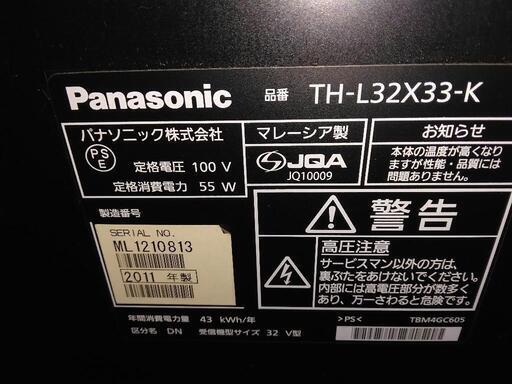 Panasonic 品番 TH-L32X33-K
パナソニック株式会社
PS
E
定格電圧 100 V
定格消費電力 55 W
マレーシア製
JQA
JQ10009
お知らせ
本体の温度が高くなり
ますが性能・品質には
問題ありません。
製造番号
SERIAL NO.
ML1210813
2011 年製
警告
高圧注意
サービスマン以外の方は、
裏ぶたをあけないでください。
内部には高電圧部分が数多く
あり、万一さわると危険です。
年間消費電力量 43 kWh/年
区分名 DN 受信機型サイズ 32 V型
>PS<
TBM4GC605